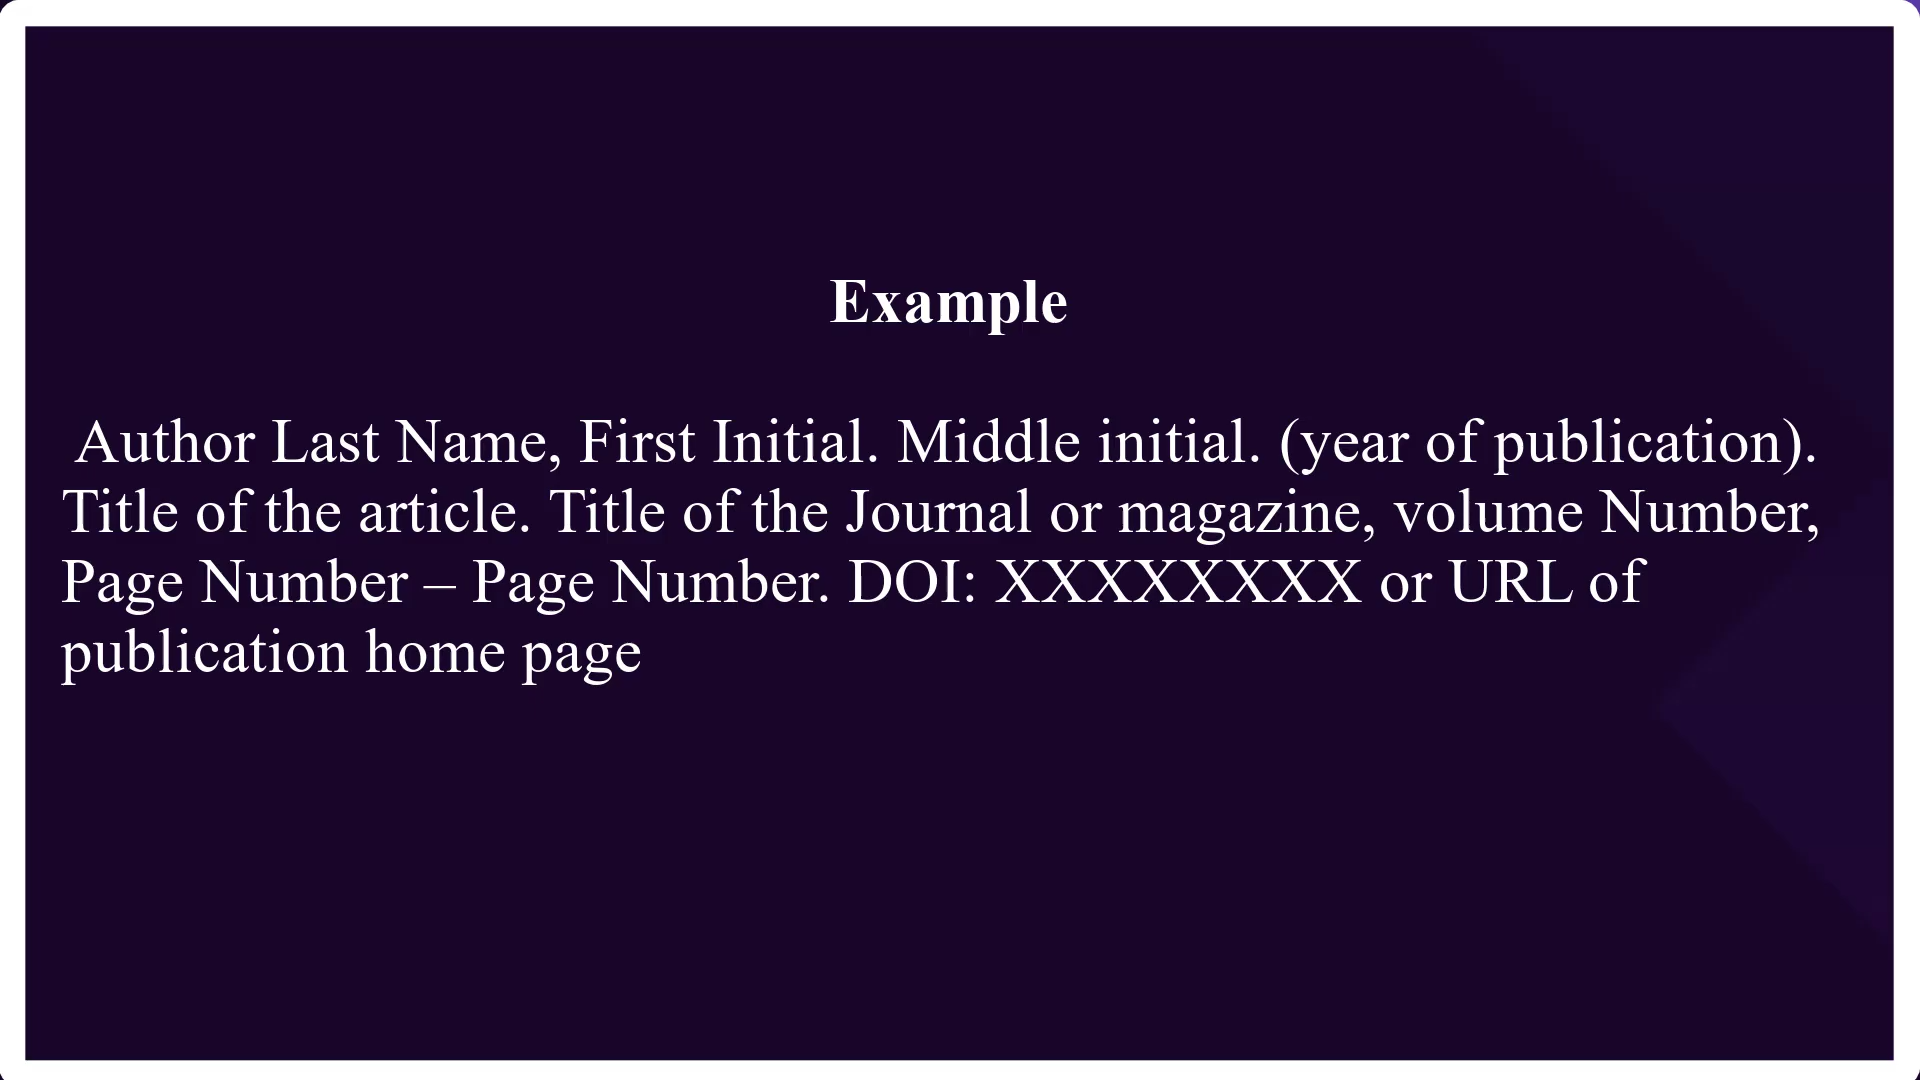 Example
Author Last Name, First Initial. Middle initial. (year of publication).
Title of the article. Title of the Journal or magazine, volume Number,
Page Number – Page Number. DOI: XXXXXXXX or URL of
publication home page